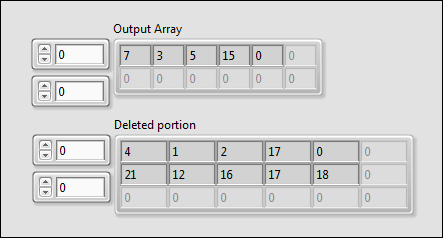 Output Array
0 7 3 5 15 0 0
0 0 0 0 0 0 0
Deleted portion
0 4 1 2 17 0 0
0 21 12 16 17 18 0
0 0 0 0 0 0